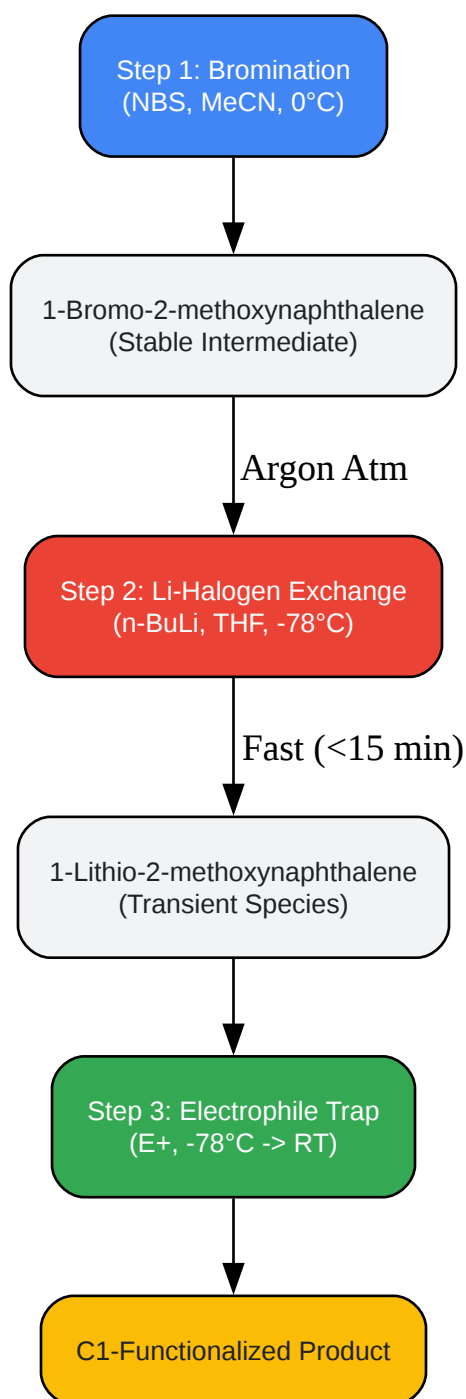 Step 1: Bromination
(NBS, MeCN, 0°C)
1-Bromo-2-methoxynaphthalene
(Stable Intermediate)
Argon Atm
Step 2: Li-Halogen Exchange
(n-BuLi, THF, -78°C)
Fast (<15 min)
1-Lithio-2-methoxynaphthalene
(Transient Species)
Step 3: Electrophile Trap
(E+, -78°C -> RT)
C1-Functionalized Product